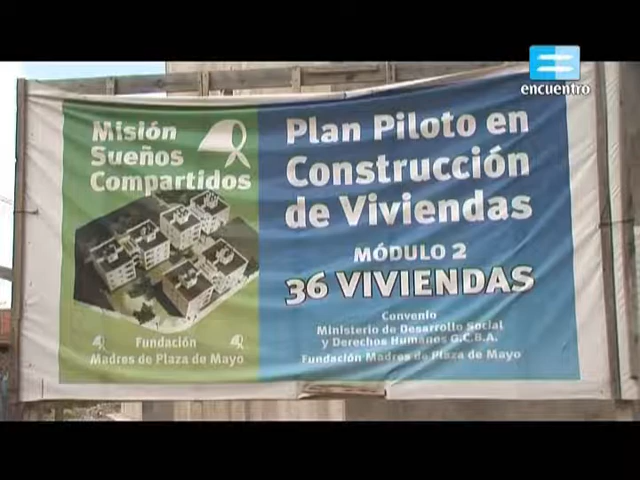 encuentro
Misión
Sueños
Compartidos
Fundación
Madres de Plaza de Mayo
Plan Piloto en
Construcción
de Viviendas
MÓDULO 2
36 VIVIENDAS
Convenio
Ministerio de Desarrollo Social
y Derechos Humanos G.C.B.A.
Fundación Madres de Plaza de Mayo